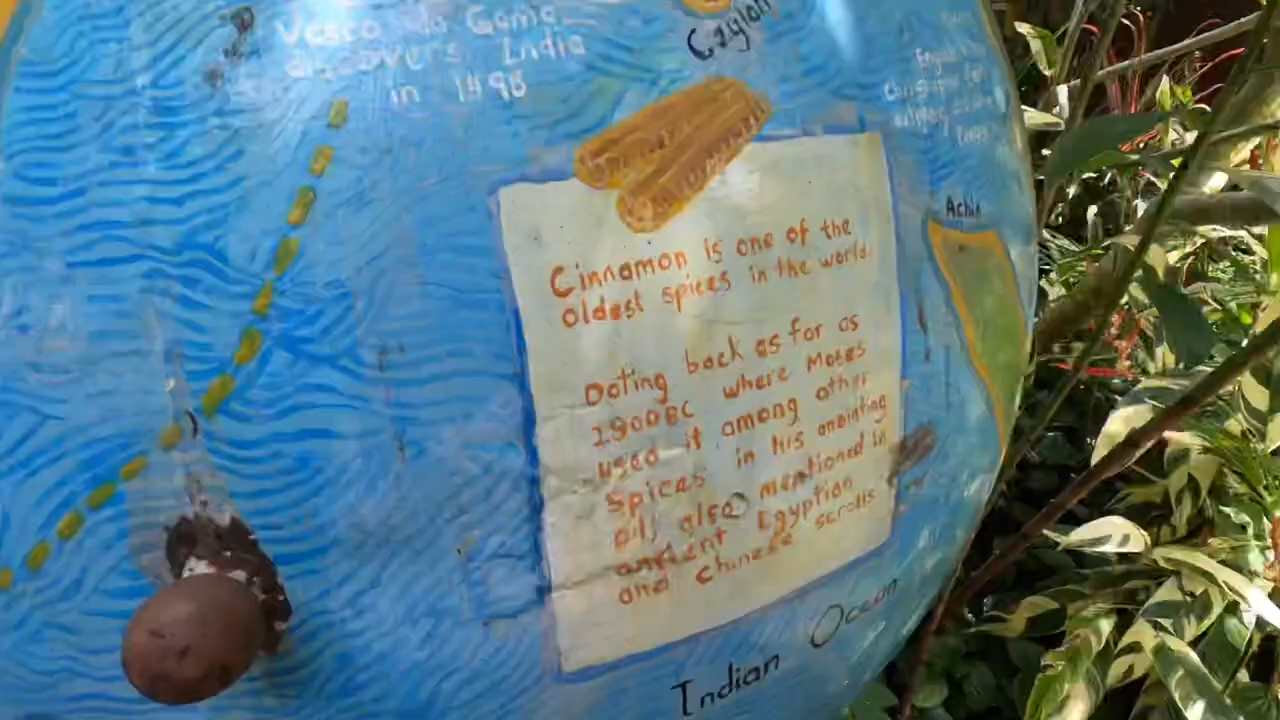 Vasco da Gama
discovers India
in 1498
Ceylon
Cinnamon is one of the
oldest spices in the world.
Dating back as far as
2900BC where Moses
used it among other
spices in his anointing
oil, also mentioned in
ancient Egyptian
and Chinese scrolls
Achin
Indian Ocean